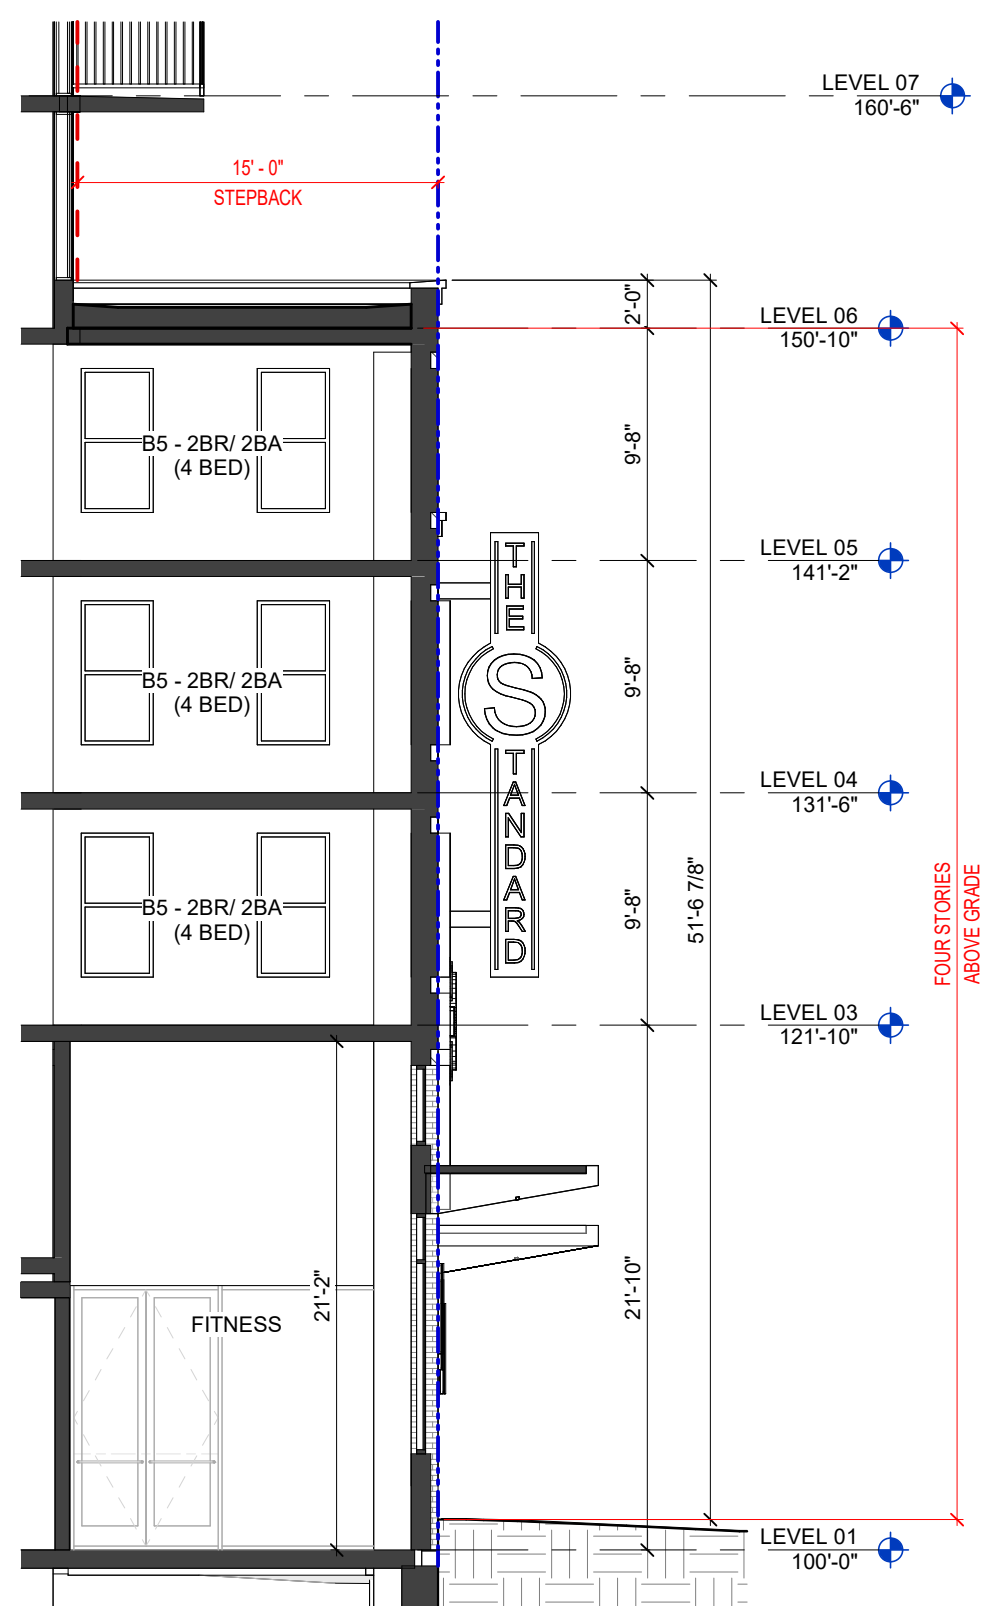 LEVEL 07
160'-6"
15' - 0"
STEPBACK
2'-0"
LEVEL 06
150'-10"
B5 - 2BR/ 2BA
(4 BED)
9'-8"
LEVEL 05
141'-2"
THE
S
TANDARD
B5 - 2BR/ 2BA
(4 BED)
9'-8"
LEVEL 04
131'-6"
B5 - 2BR/ 2BA
(4 BED)
9'-8"
51'-6 7/8"
FOUR STORIES
ABOVE GRADE
LEVEL 03
121'-10"
21'-2"
21'-10"
FITNESS
LEVEL 01
100'-0"